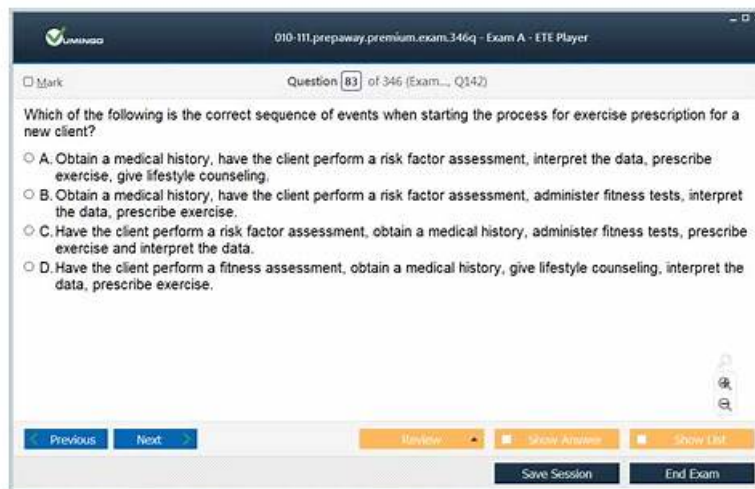 VUMINGO
010-111.prepaway.premium.exam.346q - Exam A - ETE Player
Mark
Question 83 of 346 (Exam..., Q142)
Which of the following is the correct sequence of events when starting the process for exercise prescription for a
new client?
A. Obtain a medical history, have the client perform a risk factor assessment, interpret the data, prescribe
exercise, give lifestyle counseling.
B. Obtain a medical history, have the client perform a risk factor assessment, administer fitness tests, interpret
the data, prescribe exercise.
C. Have the client perform a risk factor assessment, obtain a medical history, administer fitness tests, prescribe
exercise and interpret the data.
D. Have the client perform a fitness assessment, obtain a medical history, give lifestyle counseling, interpret the
data, prescribe exercise.
Previous
Next
Review
Show Answer
Show List
Save Session
End Exam